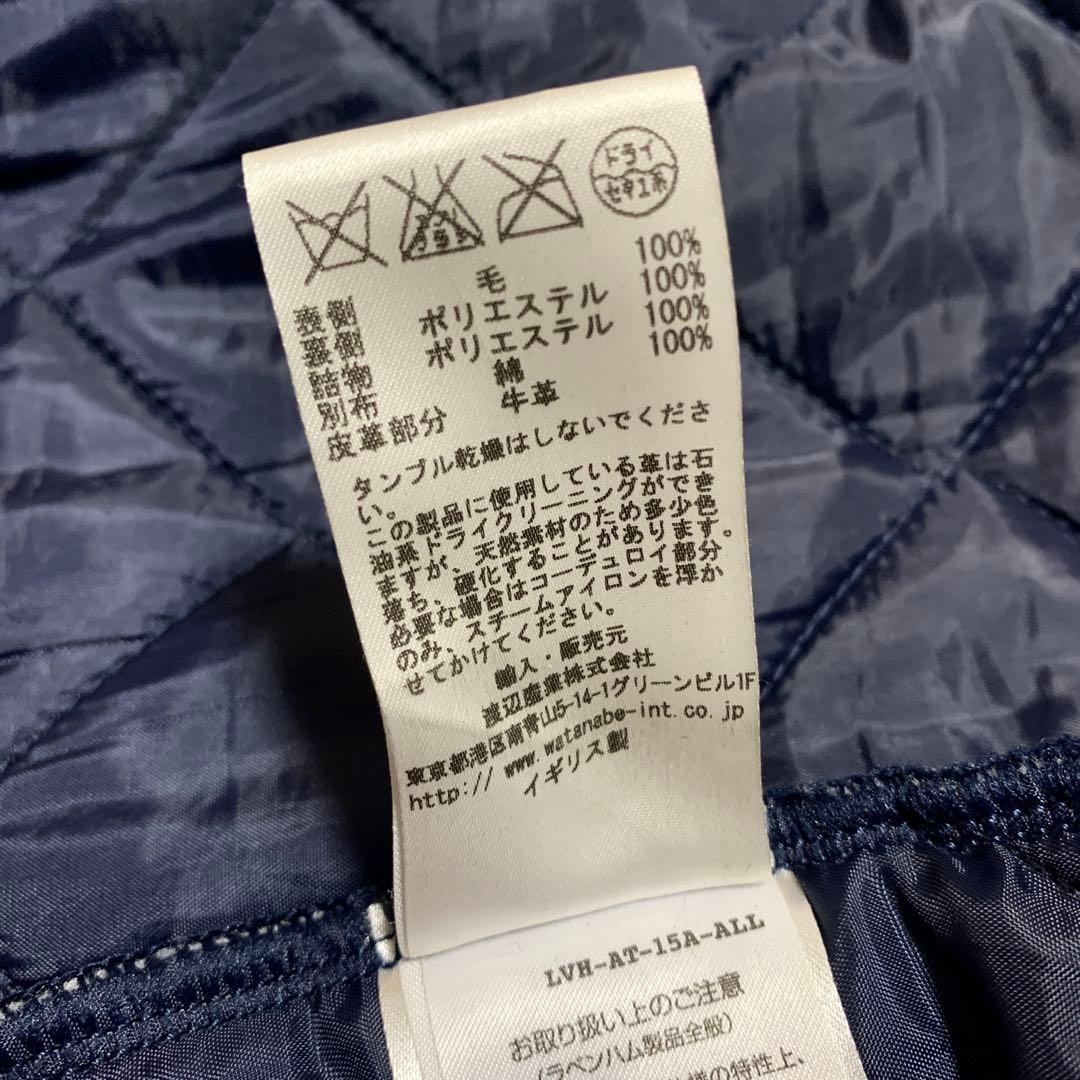 エンソ
サラシ
ドライ
セキユ系
表側 毛 100%
裏側 ポリエステル 100%
詰物 ポリエステル 100%
別布 綿 100%
皮革部分 牛革
タンブル乾燥はしないでくださ
い。
この製品に使用している革は石
油系ドライクリーニングができ
ますが、天然素材のため多少色
落ち、硬化することがあります。
必要な場合はコーデュロイ部分
のみ、スチームアイロンを浮か
せてかけてください。
輸入・販売元
渡辺産業株式会社
東京都港区南青山5-14-1グリーンビル1F
http:// www.watanabe-int.co.jp
イギリス製
LVH-AT-15A-ALL
お取り扱い上のご注意
(ラベンハム製品全般)
の特性上、